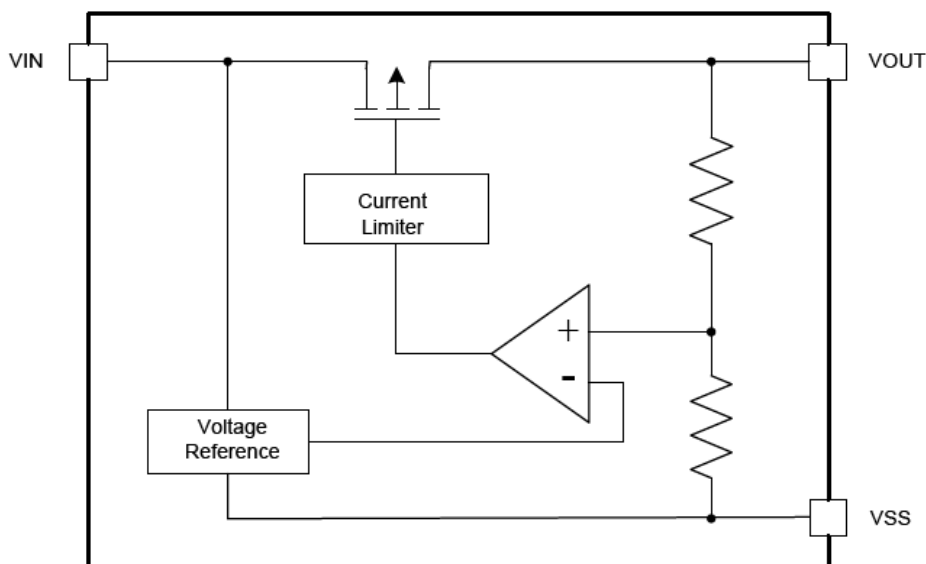 VIN
VOUT
Current
Limiter
+
-
Voltage
Reference
VSS